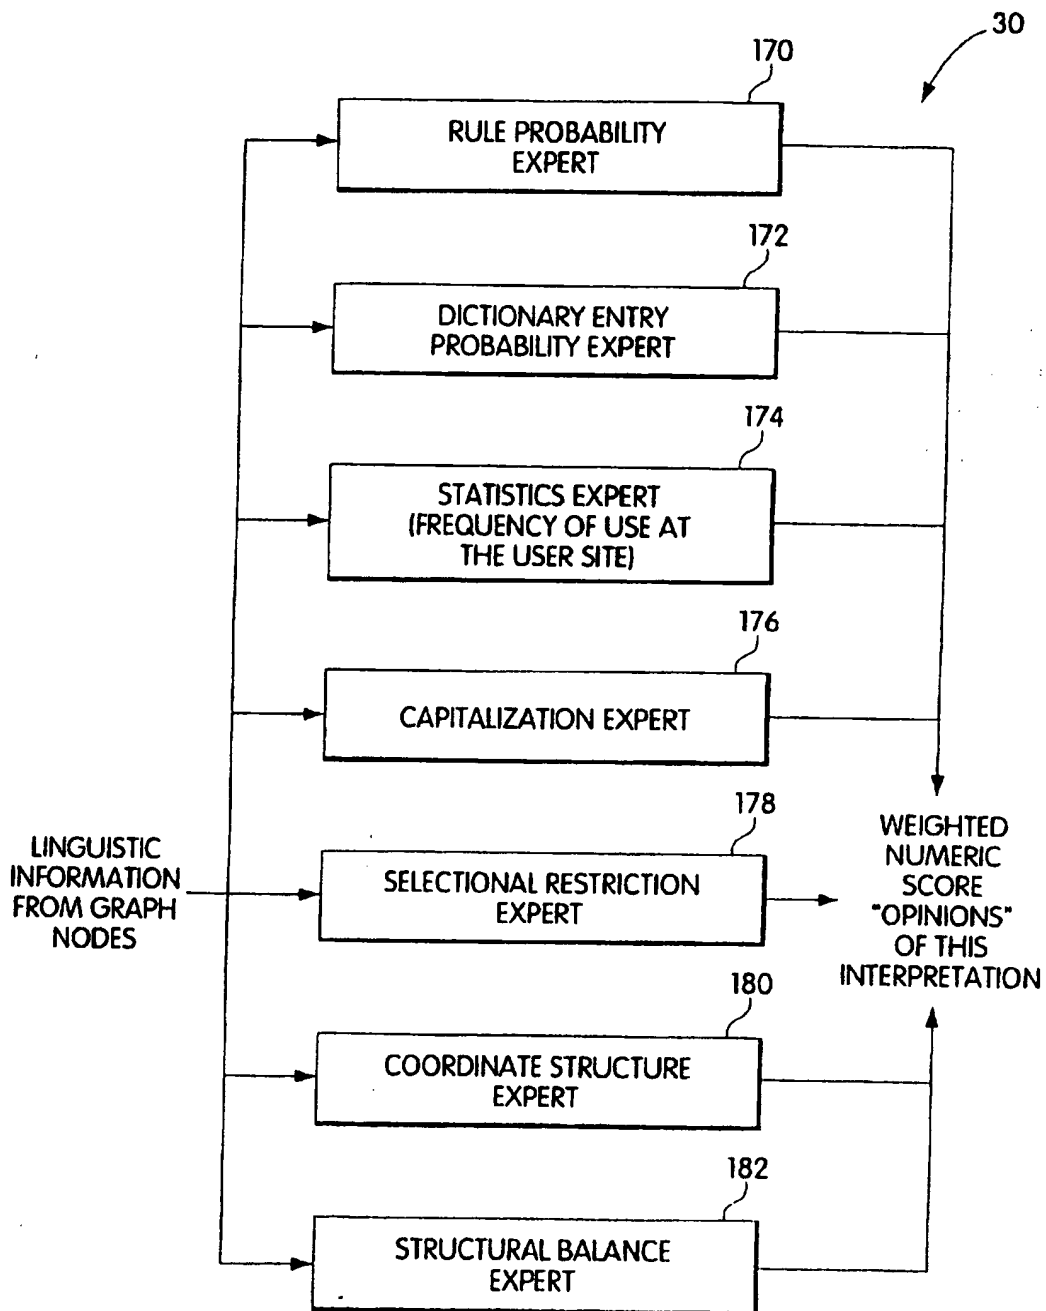 30
170
RULE PROBABILITY
EXPERT
172
DICTIONARY ENTRY
PROBABILITY EXPERT
174
STATISTICS EXPERT
(FREQUENCY OF USE AT
THE USER SITE)
176
CAPITALIZATION EXPERT
178
SELECTIONAL RESTRICTION
EXPERT
LINGUISTIC
INFORMATION
FROM GRAPH
NODES
WEIGHTED
NUMERIC
SCORE
"OPINIONS"
OF THIS
INTERPRETATION
180
COORDINATE STRUCTURE
EXPERT
182
STRUCTURAL BALANCE
EXPERT